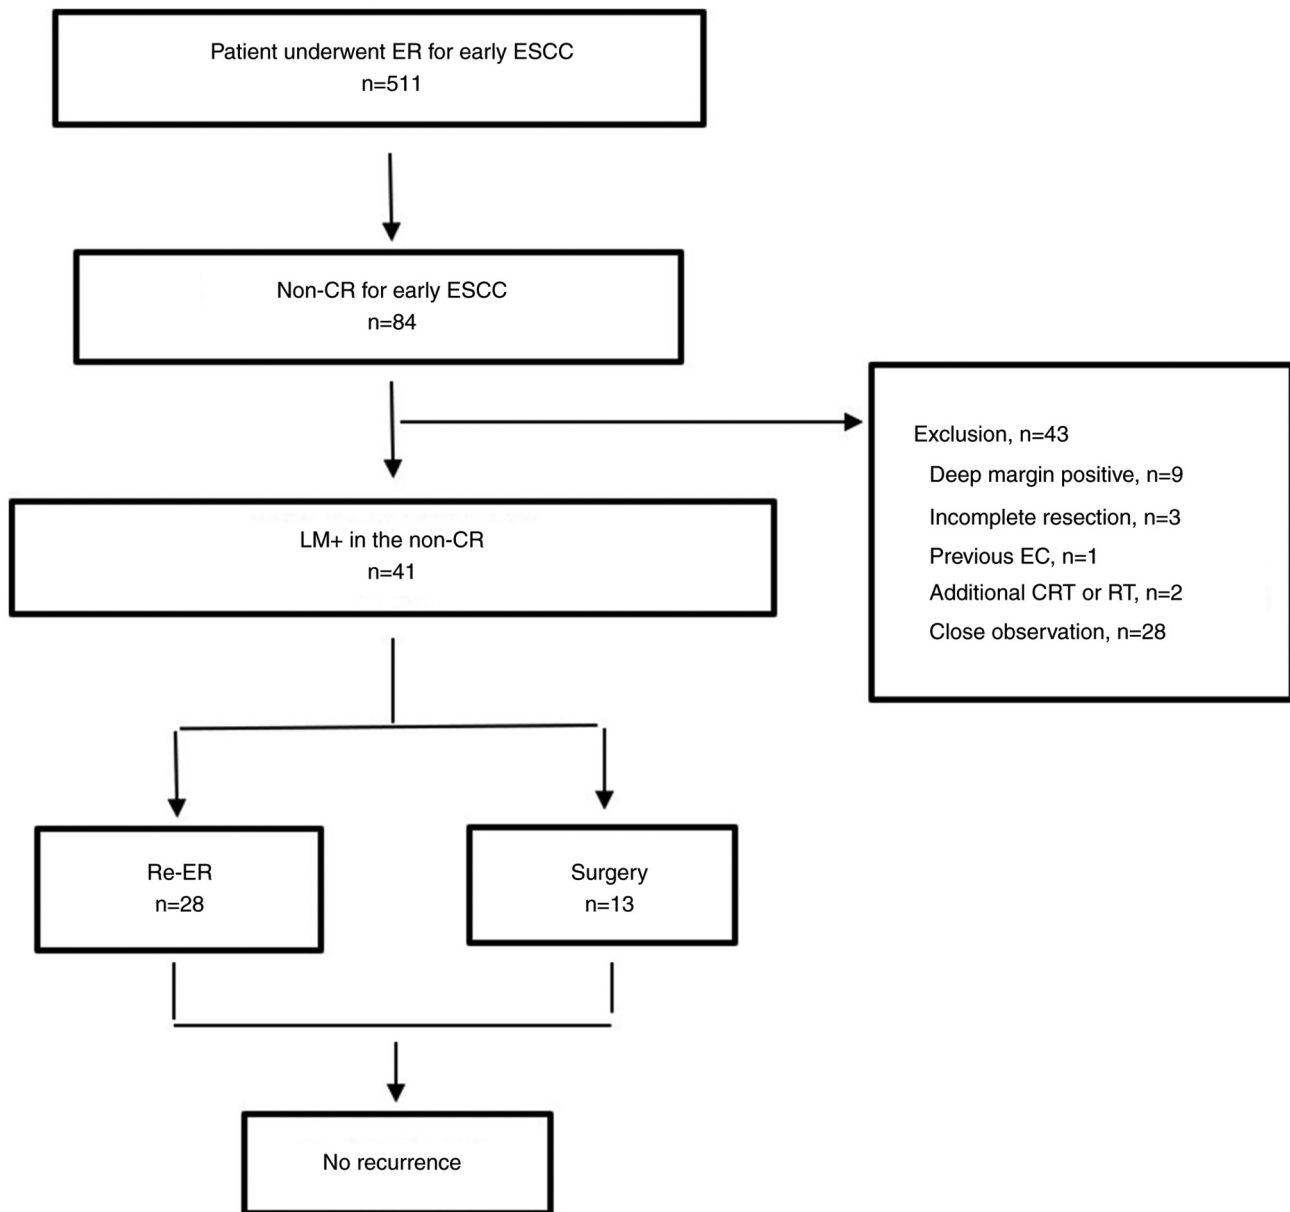 Patient underwent ER for early ESCC
n=511
Non-CR for early ESCC
n=84
Exclusion, n=43
Deep margin positive, n=9
Incomplete resection, n=3
Previous EC, n=1
Additional CRT or RT, n=2
Close observation, n=28
LM+ in the non-CR
n=41
Re-ER
n=28
Surgery
n=13
No recurrence